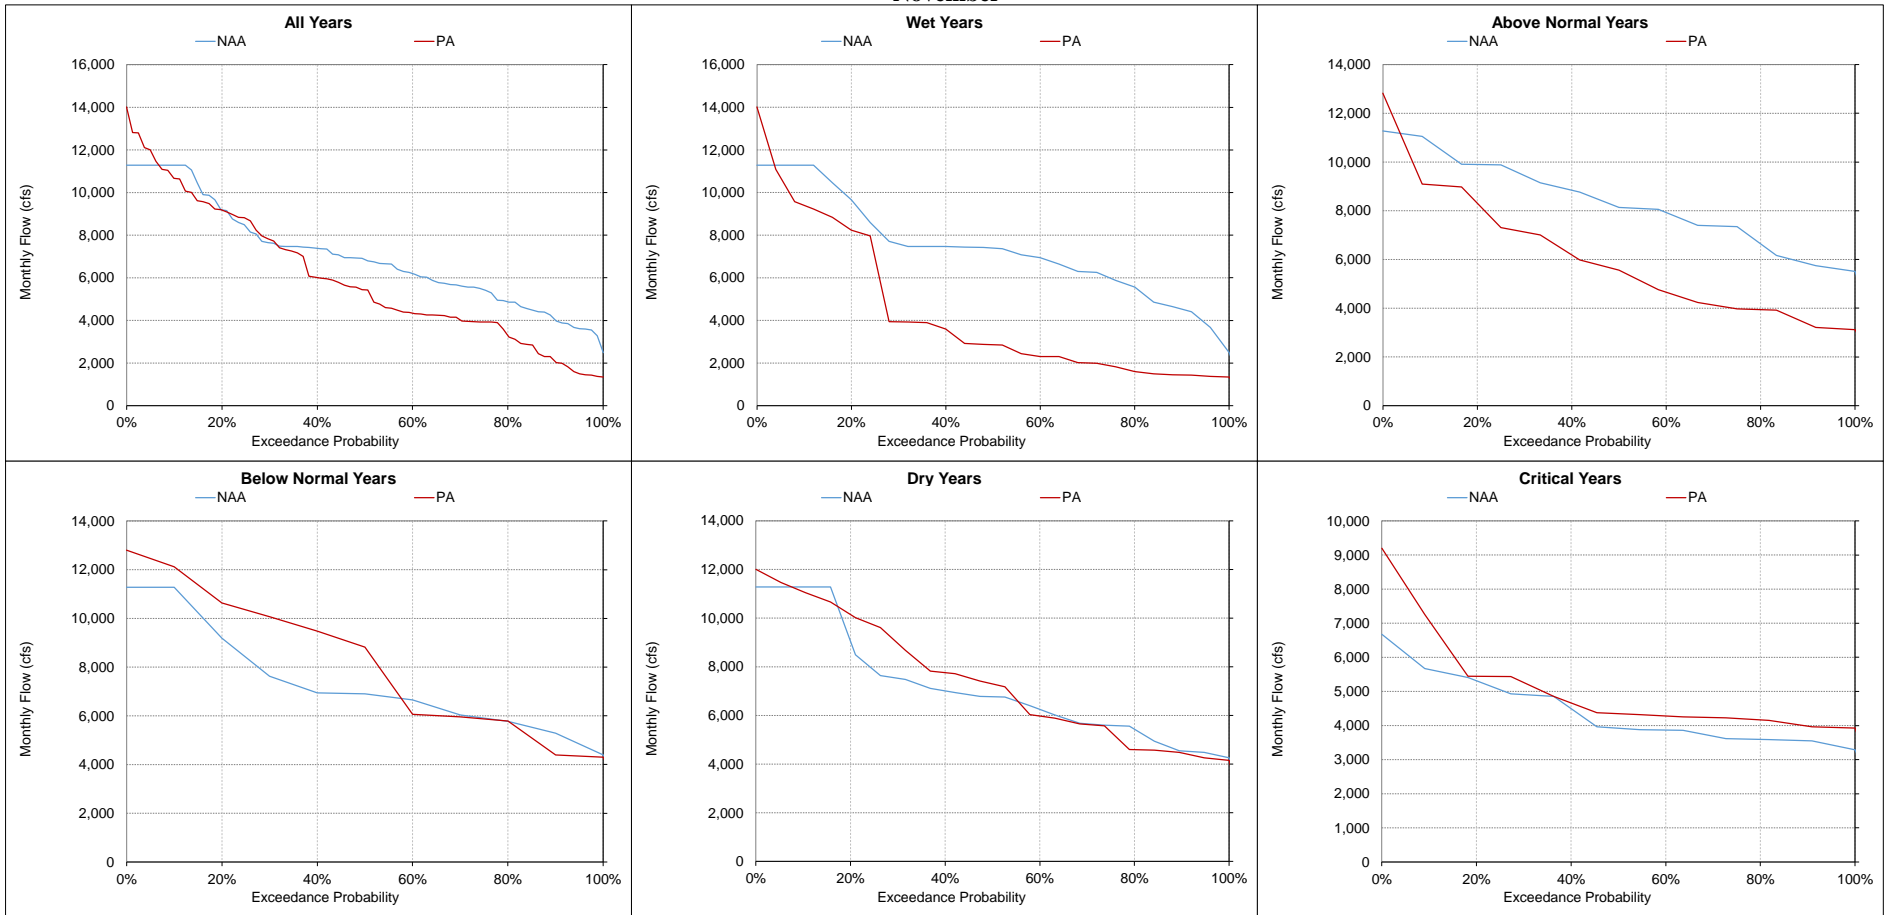 All Years
NAA PA
16,000
14,000
12,000
10,000
8,000
6,000
4,000
2,000
0
Monthly Flow (cfs)
0% 20% 40% 60% 80% 100%
Exceedance Probability
Wet Years
NAA PA
16,000
14,000
12,000
10,000
8,000
6,000
4,000
2,000
0
Monthly Flow (cfs)
0% 20% 40% 60% 80% 100%
Exceedance Probability
Above Normal Years
NAA PA
14,000
12,000
10,000
8,000
6,000
4,000
2,000
0
Monthly Flow (cfs)
0% 20% 40% 60% 80% 100%
Exceedance Probability
Below Normal Years
NAA PA
14,000
12,000
10,000
8,000
6,000
4,000
2,000
0
Monthly Flow (cfs)
0% 20% 40% 60% 80% 100%
Exceedance Probability
Dry Years
NAA PA
14,000
12,000
10,000
8,000
6,000
4,000
2,000
0
Monthly Flow (cfs)
0% 20% 40% 60% 80% 100%
Exceedance Probability
Critical Years
NAA PA
10,000
9,000
8,000
7,000
6,000
5,000
4,000
3,000
2,000
1,000
0
Monthly Flow (cfs)
0% 20% 40% 60% 80% 100%
Exceedance Probability